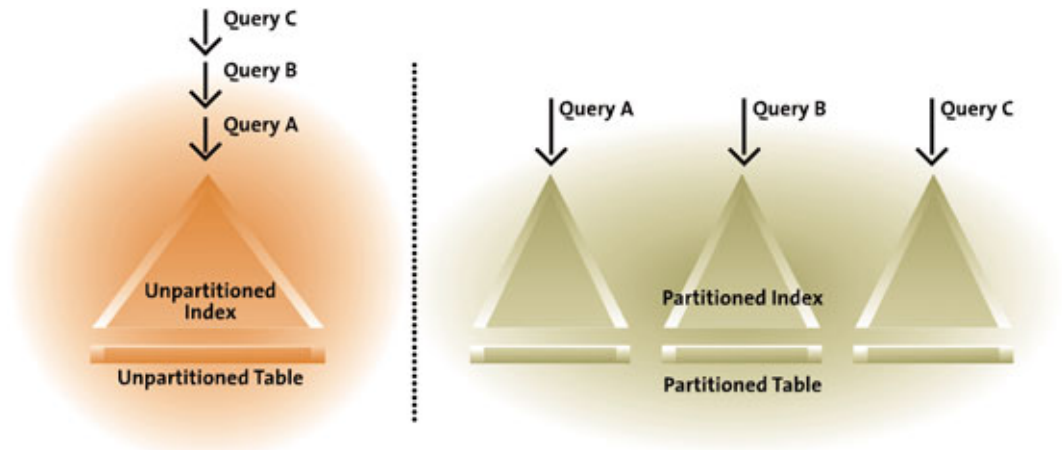 Query C
Query B
Query A
Unpartitioned
Index
Unpartitioned Table
Query A
Query B
Query C
Partitioned Index
Partitioned Table